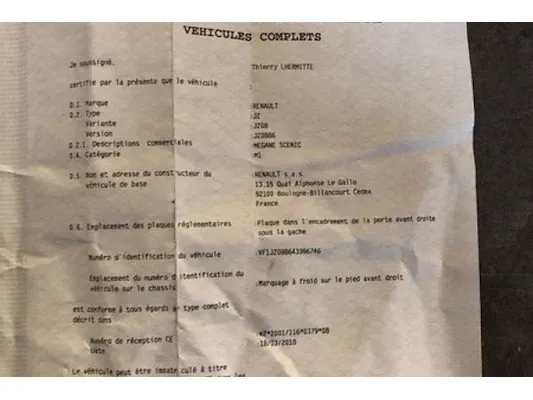 VEHICULES COMPLETS
Je soussigné, Thierry LHERMITTE
certifie par la présente que le véhicule :
0.1. Marque :RENAULT
0.2. Type :JZ
Variante :JZ0B
Version :JZ0BB6
0.2.1. Descriptions commerciales :MEGANE SCENIC
0.4. Catégorie :M1
0.5. Nom et adresse du constructeur du :RENAULT s.a.s.
véhicule de base 13.15 Quai Alphonse Le Gallo
92100 Boulogne-Billancourt Cedex
France
0.6. Emplacement des plaques réglementaires :Plaque dans l'encadrement de la porte avant droite
sous la gache
Numéro d'identification du véhicule :VF1JZ0BB643396746
Emplacement du numéro d'identification du :Marquage à froid sur le pied avant droit
véhicule sur le chassis
est conforme à tous égards au type complet
décrit dans
Numéro de réception CE :e2*2001/116*0379*08
Date :18/03/2010
Le véhicule peut être immatriculé à titre
les